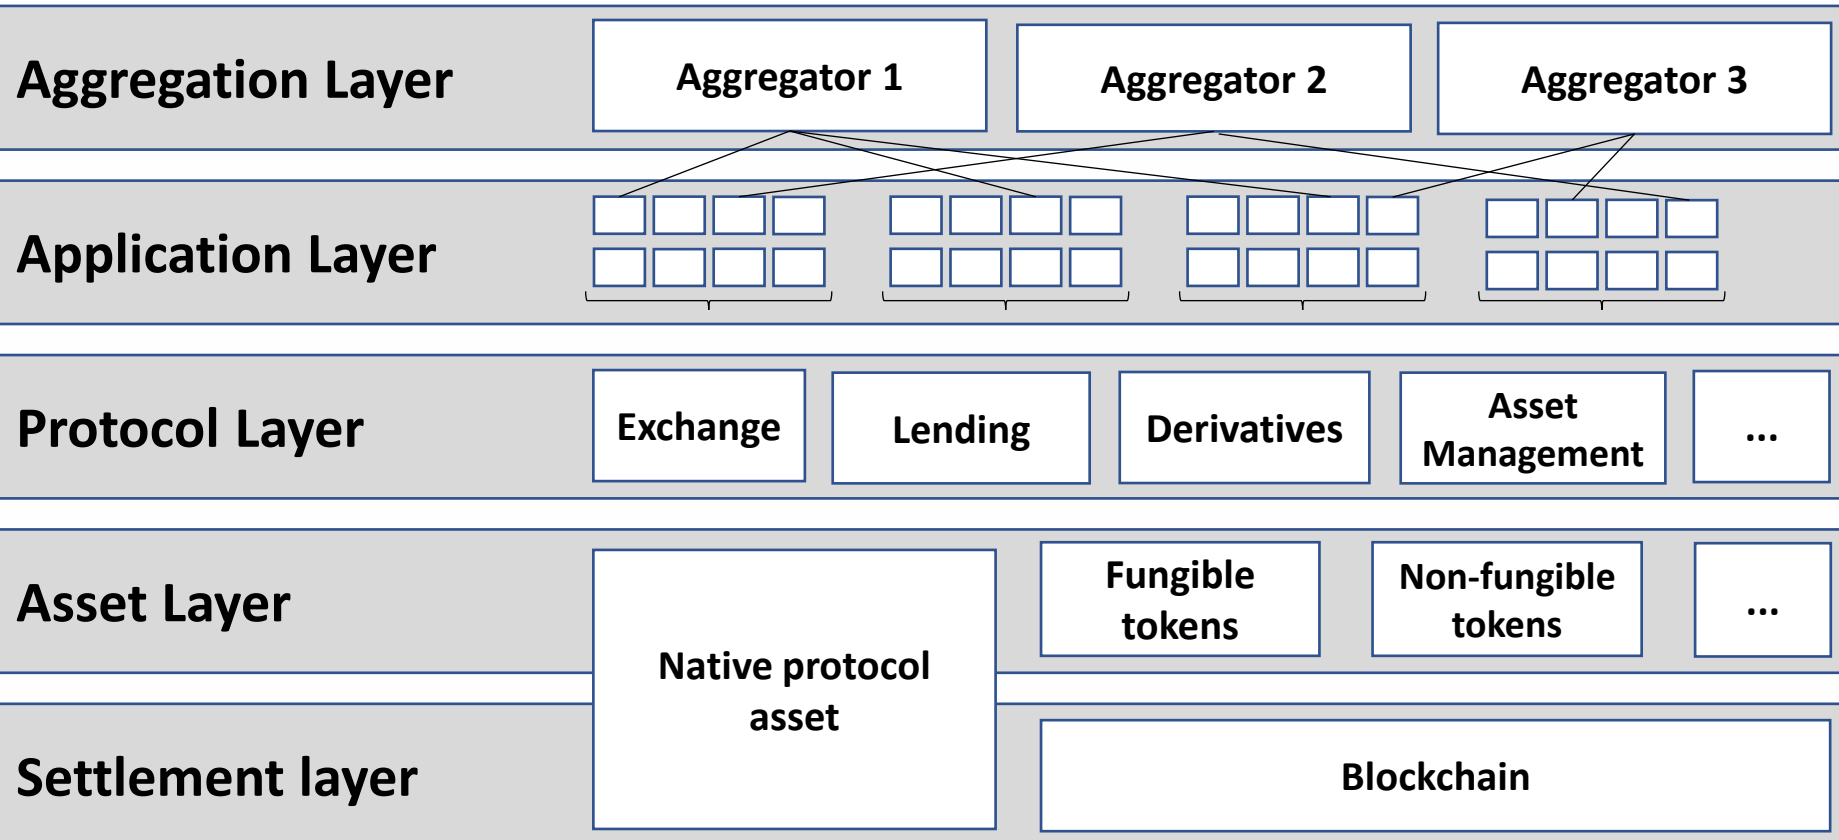 Aggregation Layer
Aggregator 1
Aggregator 2
Aggregator 3
Application Layer
Protocol Layer
Exchange
Lending
Derivatives
Asset
Management
...
Asset Layer
Native protocol
asset
Fungible
tokens
Non-fungible
tokens
...
Settlement layer
Blockchain